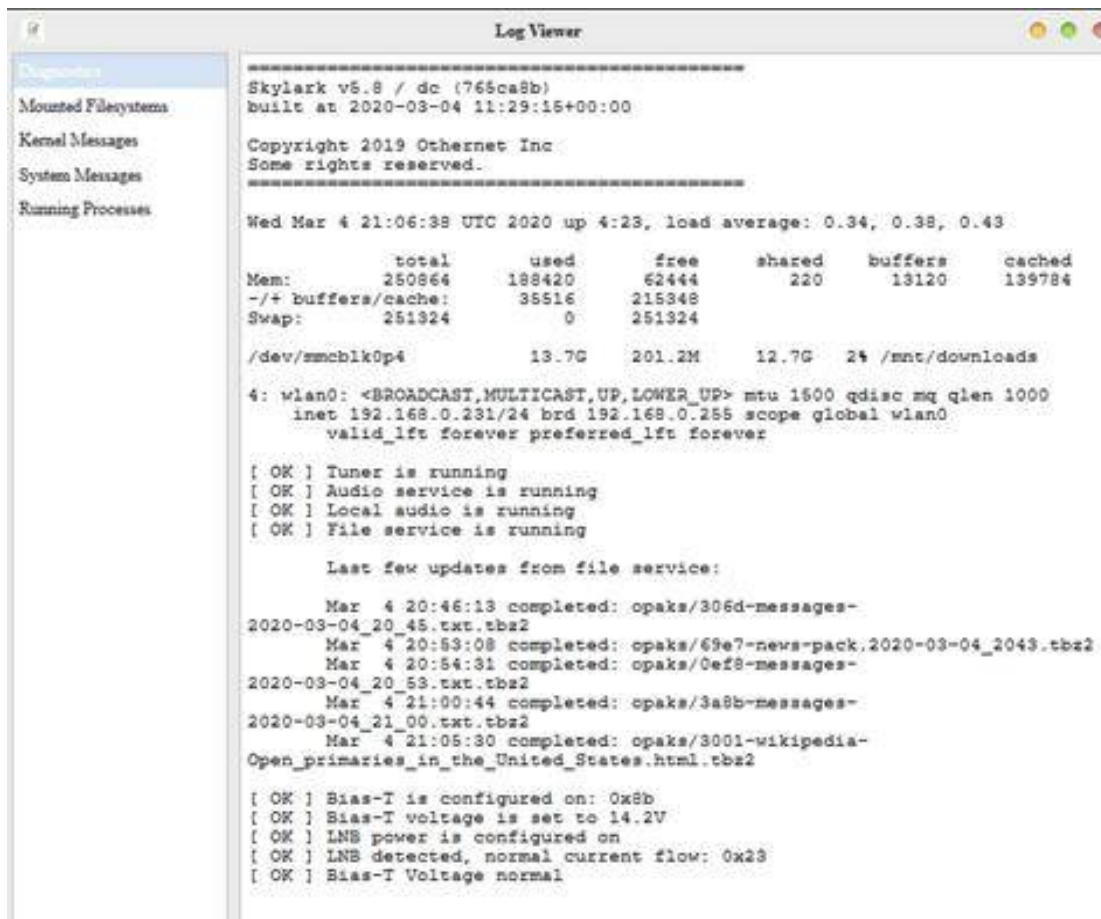 Log Viewer
Diagnostics
Mounted Filesystems
Kernel Messages
System Messages
Running Processes
================================================
Skylark v5.8 / dc (765ca8b)
built at 2020-03-04 11:29:15+00:00
Copyright 2019 Othernet Inc
Some rights reserved.
================================================
Wed Mar 4 21:06:38 UTC 2020 up 4:23, load average: 0.34, 0.38, 0.43
total used free shared buffers cached
Mem: 250864 188420 62444 220 13120 139784
-/+ buffers/cache: 35516 215348
Swap: 251324 0 251324
/dev/mmcblk0p4 13.7G 201.2M 12.7G 2% /mnt/downloads
4: wlan0: <BROADCAST,MULTICAST,UP,LOWER_UP> mtu 1500 qdisc mq qlen 1000
inet 192.168.0.231/24 brd 192.168.0.255 scope global wlan0
valid_lft forever preferred_lft forever
[ OK ] Tuner is running
[ OK ] Audio service is running
[ OK ] Local audio is running
[ OK ] File service is running
Last few updates from file service:
Mar 4 20:46:13 completed: opaks/306d-messages-
2020-03-04_20_45.txt.tbz2
Mar 4 20:53:08 completed: opaks/69e7-news-pack.2020-03-04_2043.tbz2
Mar 4 20:54:31 completed: opaks/0ef8-messages-
2020-03-04_20_53.txt.tbz2
Mar 4 21:00:44 completed: opaks/3a8b-messages-
2020-03-04_21_00.txt.tbz2
Mar 4 21:05:30 completed: opaks/3001-wikipedia-
Open_primaries_in_the_United_States.html.tbz2
[ OK ] Bias-T is configured on: 0x8b
[ OK ] Bias-T voltage is set to 14.2V
[ OK ] LNB power is configured on
[ OK ] LNB detected, normal current flow: 0x23
[ OK ] Bias-T Voltage normal